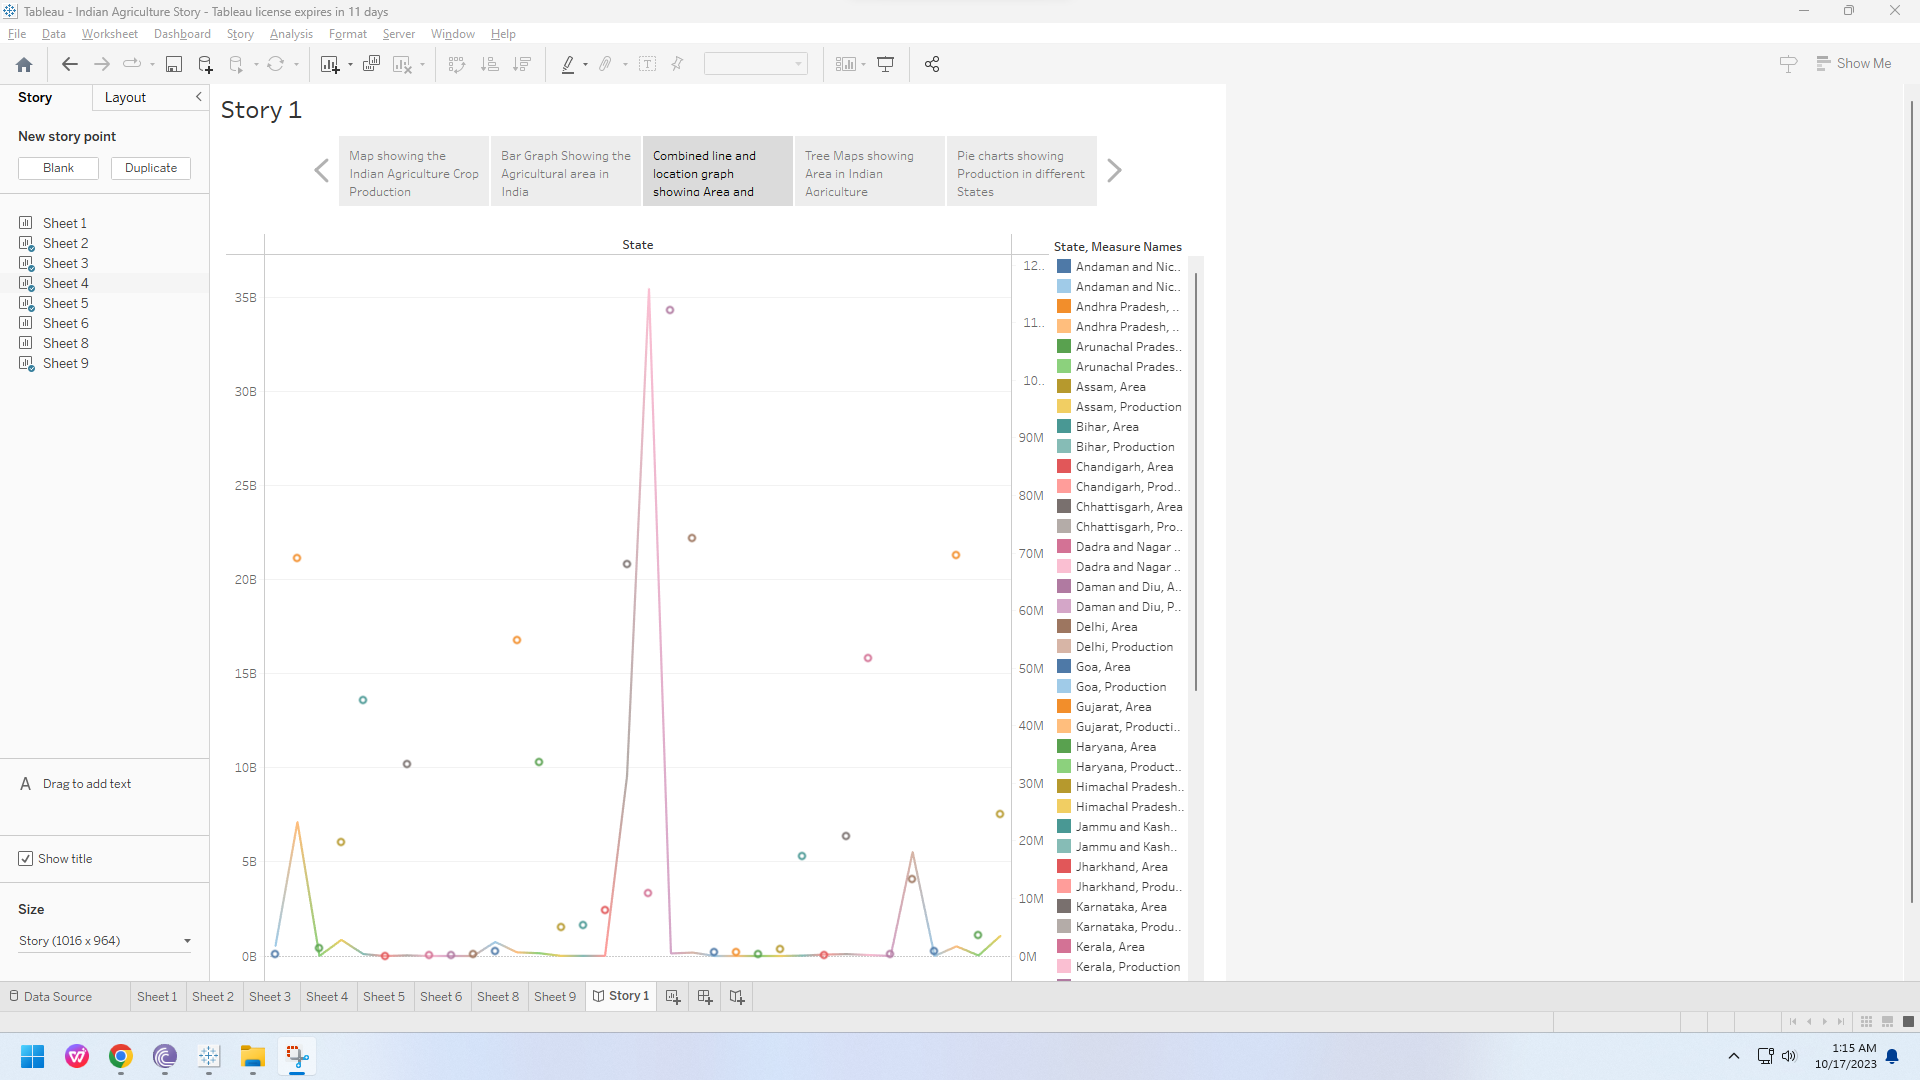 Tableau - Indian Agriculture Story - Tableau license expires in 11 days
File Data Worksheet Dashboard Story Analysis Format Server Window Help
Show Me
Story Layout
New story point
Blank Duplicate
Sheet 1
Sheet 2
Sheet 3
Sheet 4
Sheet 5
Sheet 6
Sheet 8
Sheet 9
Drag to add text
Show title
Size
Story (1016 x 964)
Story 1
Map showing the
Indian Agriculture Crop
Production
Bar Graph Showing the
Agricultural area in
India
Combined line and
location graph
showing Area and
Tree Maps showing
Area in Indian
Agriculture
Pie charts showing
Production in different
States
State
35B
30B
25B
20B
15B
10B
5B
0B
12..
11..
10..
90M
80M
70M
60M
50M
40M
30M
20M
10M
0M
State, Measure Names
Andaman and Nic..
Andaman and Nic..
Andhra Pradesh, ..
Andhra Pradesh, ..
Arunachal Prades..
Arunachal Prades..
Assam, Area
Assam, Production
Bihar, Area
Bihar, Production
Chandigarh, Area
Chandigarh, Prod..
Chhattisgarh, Area
Chhattisgarh, Pro..
Dadra and Nagar ..
Dadra and Nagar ..
Daman and Diu, A..
Daman and Diu, P..
Delhi, Area
Delhi, Production
Goa, Area
Goa, Production
Gujarat, Area
Gujarat, Producti..
Haryana, Area
Haryana, Product..
Himachal Pradesh..
Himachal Pradesh..
Jammu and Kash..
Jammu and Kash..
Jharkhand, Area
Jharkhand, Produ..
Karnataka, Area
Karnataka, Produ..
Kerala, Area
Kerala, Production
Data Source Sheet 1 Sheet 2 Sheet 3 Sheet 4 Sheet 5 Sheet 6 Sheet 8 Sheet 9 Story 1
1:15 AM
10/17/2023